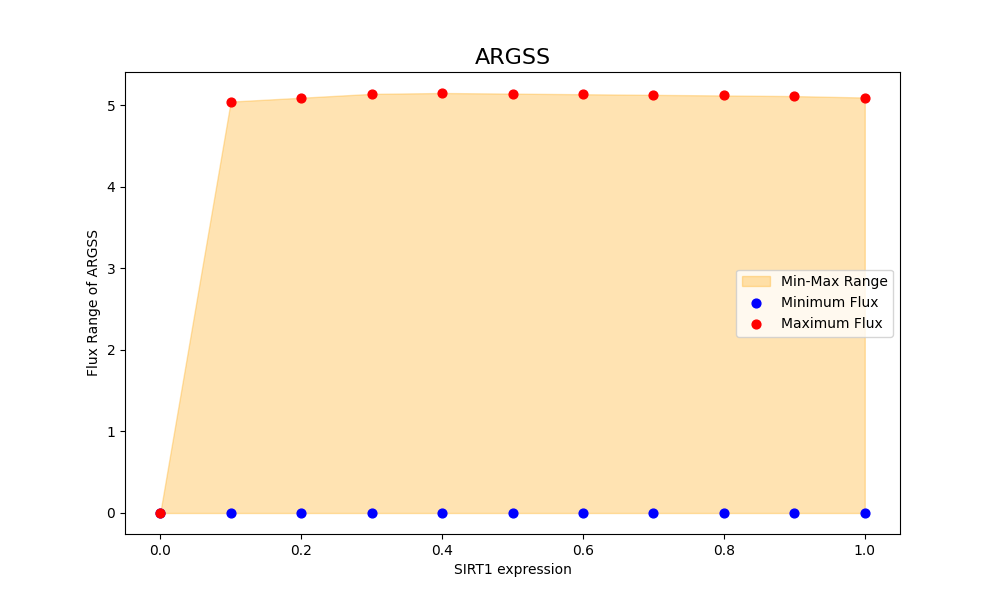 ARGSS
Flux Range of ARGSS
5
4
3
2
1
0
Min-Max Range
Minimum Flux
Maximum Flux
0.0 0.2 0.4 0.6 0.8 1.0
SIRT1 expression